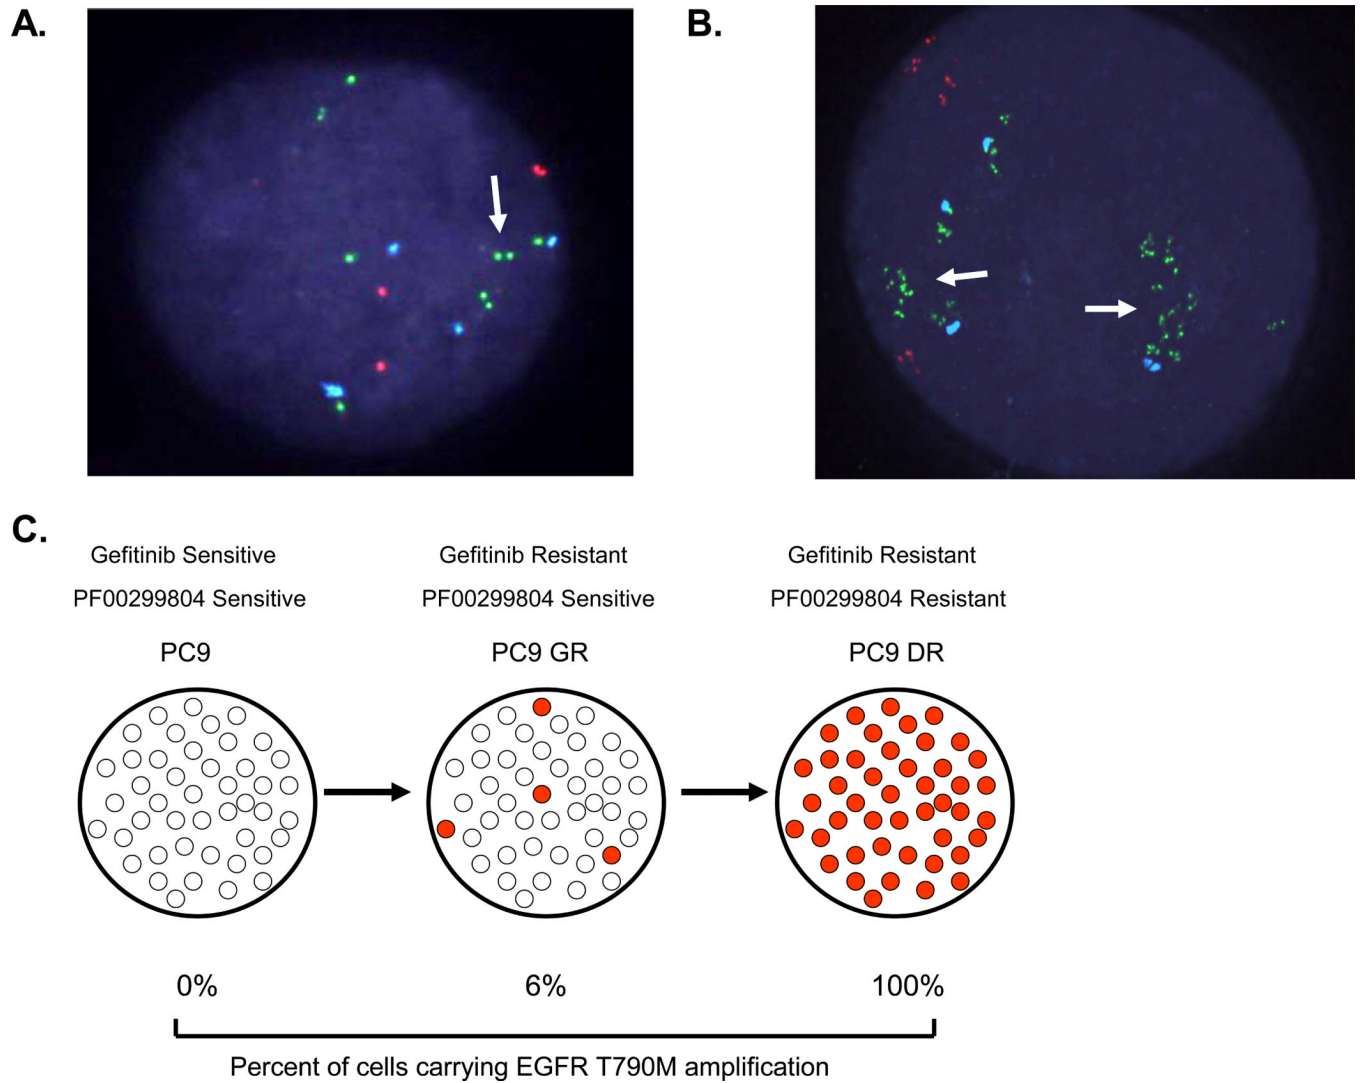 A.
B.
C.
Gefitinib Sensitive
PF00299804 Sensitive
PC9
Gefitinib Resistant
PF00299804 Sensitive
PC9 GR
Gefitinib Resistant
PF00299804 Resistant
PC9 DR
0%
6%
100%
Percent of cells carrying EGFR T790M amplification